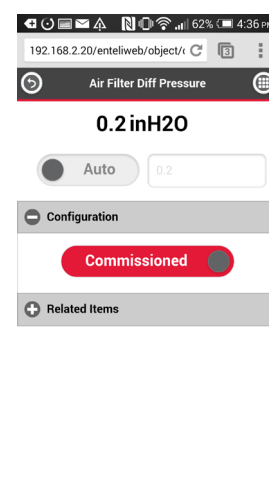 62% 4:36 PM
192.168.2.20/enteliweb/object/ 3
Air Filter Diff Pressure
0.2 inH2O
Auto 0.2
Configuration
Commissioned
Related Items